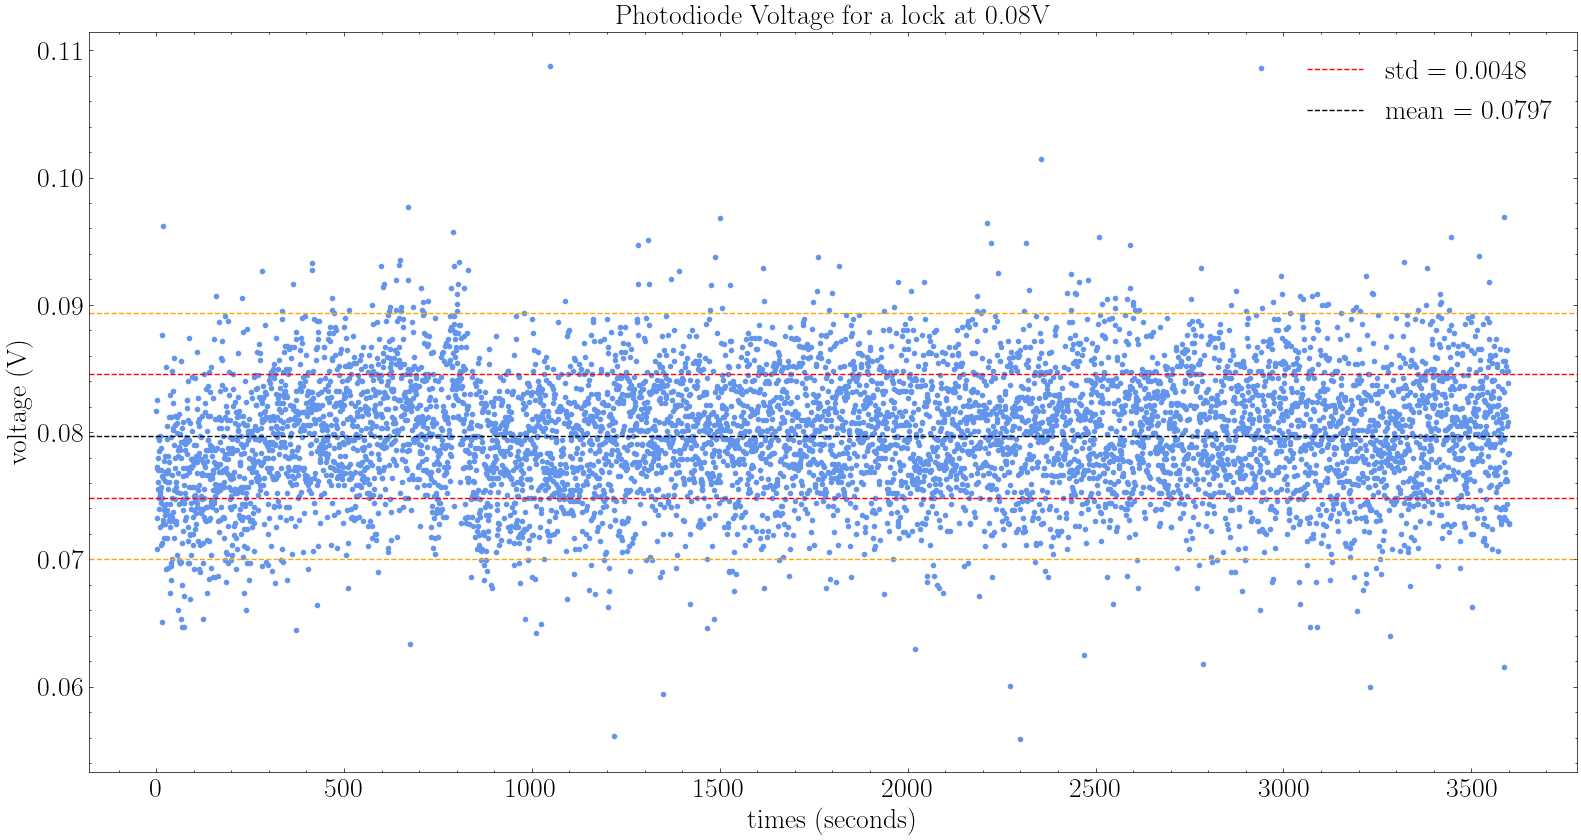 Photodiode Voltage for a lock at 0.08V
0.11
0.10
0.09
0.08
0.07
0.06
voltage (V)
std = 0.0048
mean = 0.0797
0 500 1000 1500 2000 2500 3000 3500
times (seconds)